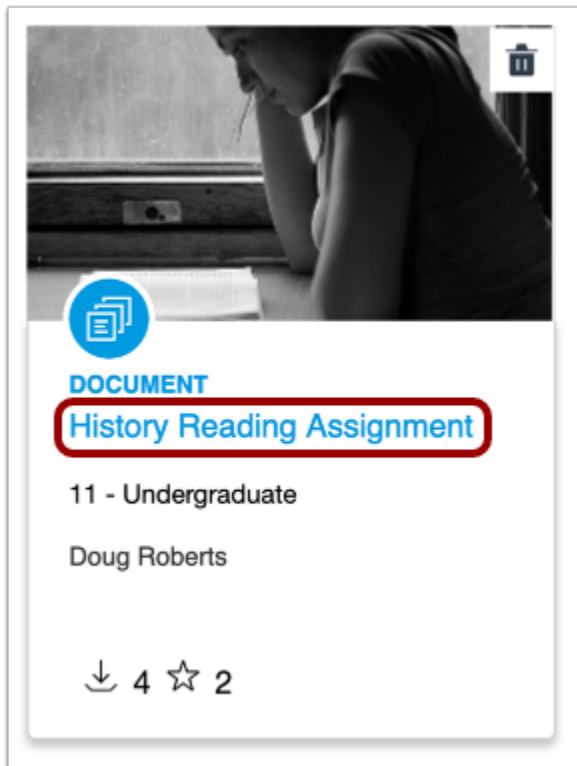 DOCUMENT
History Reading Assignment
11 - Undergraduate
Doug Roberts
4 2